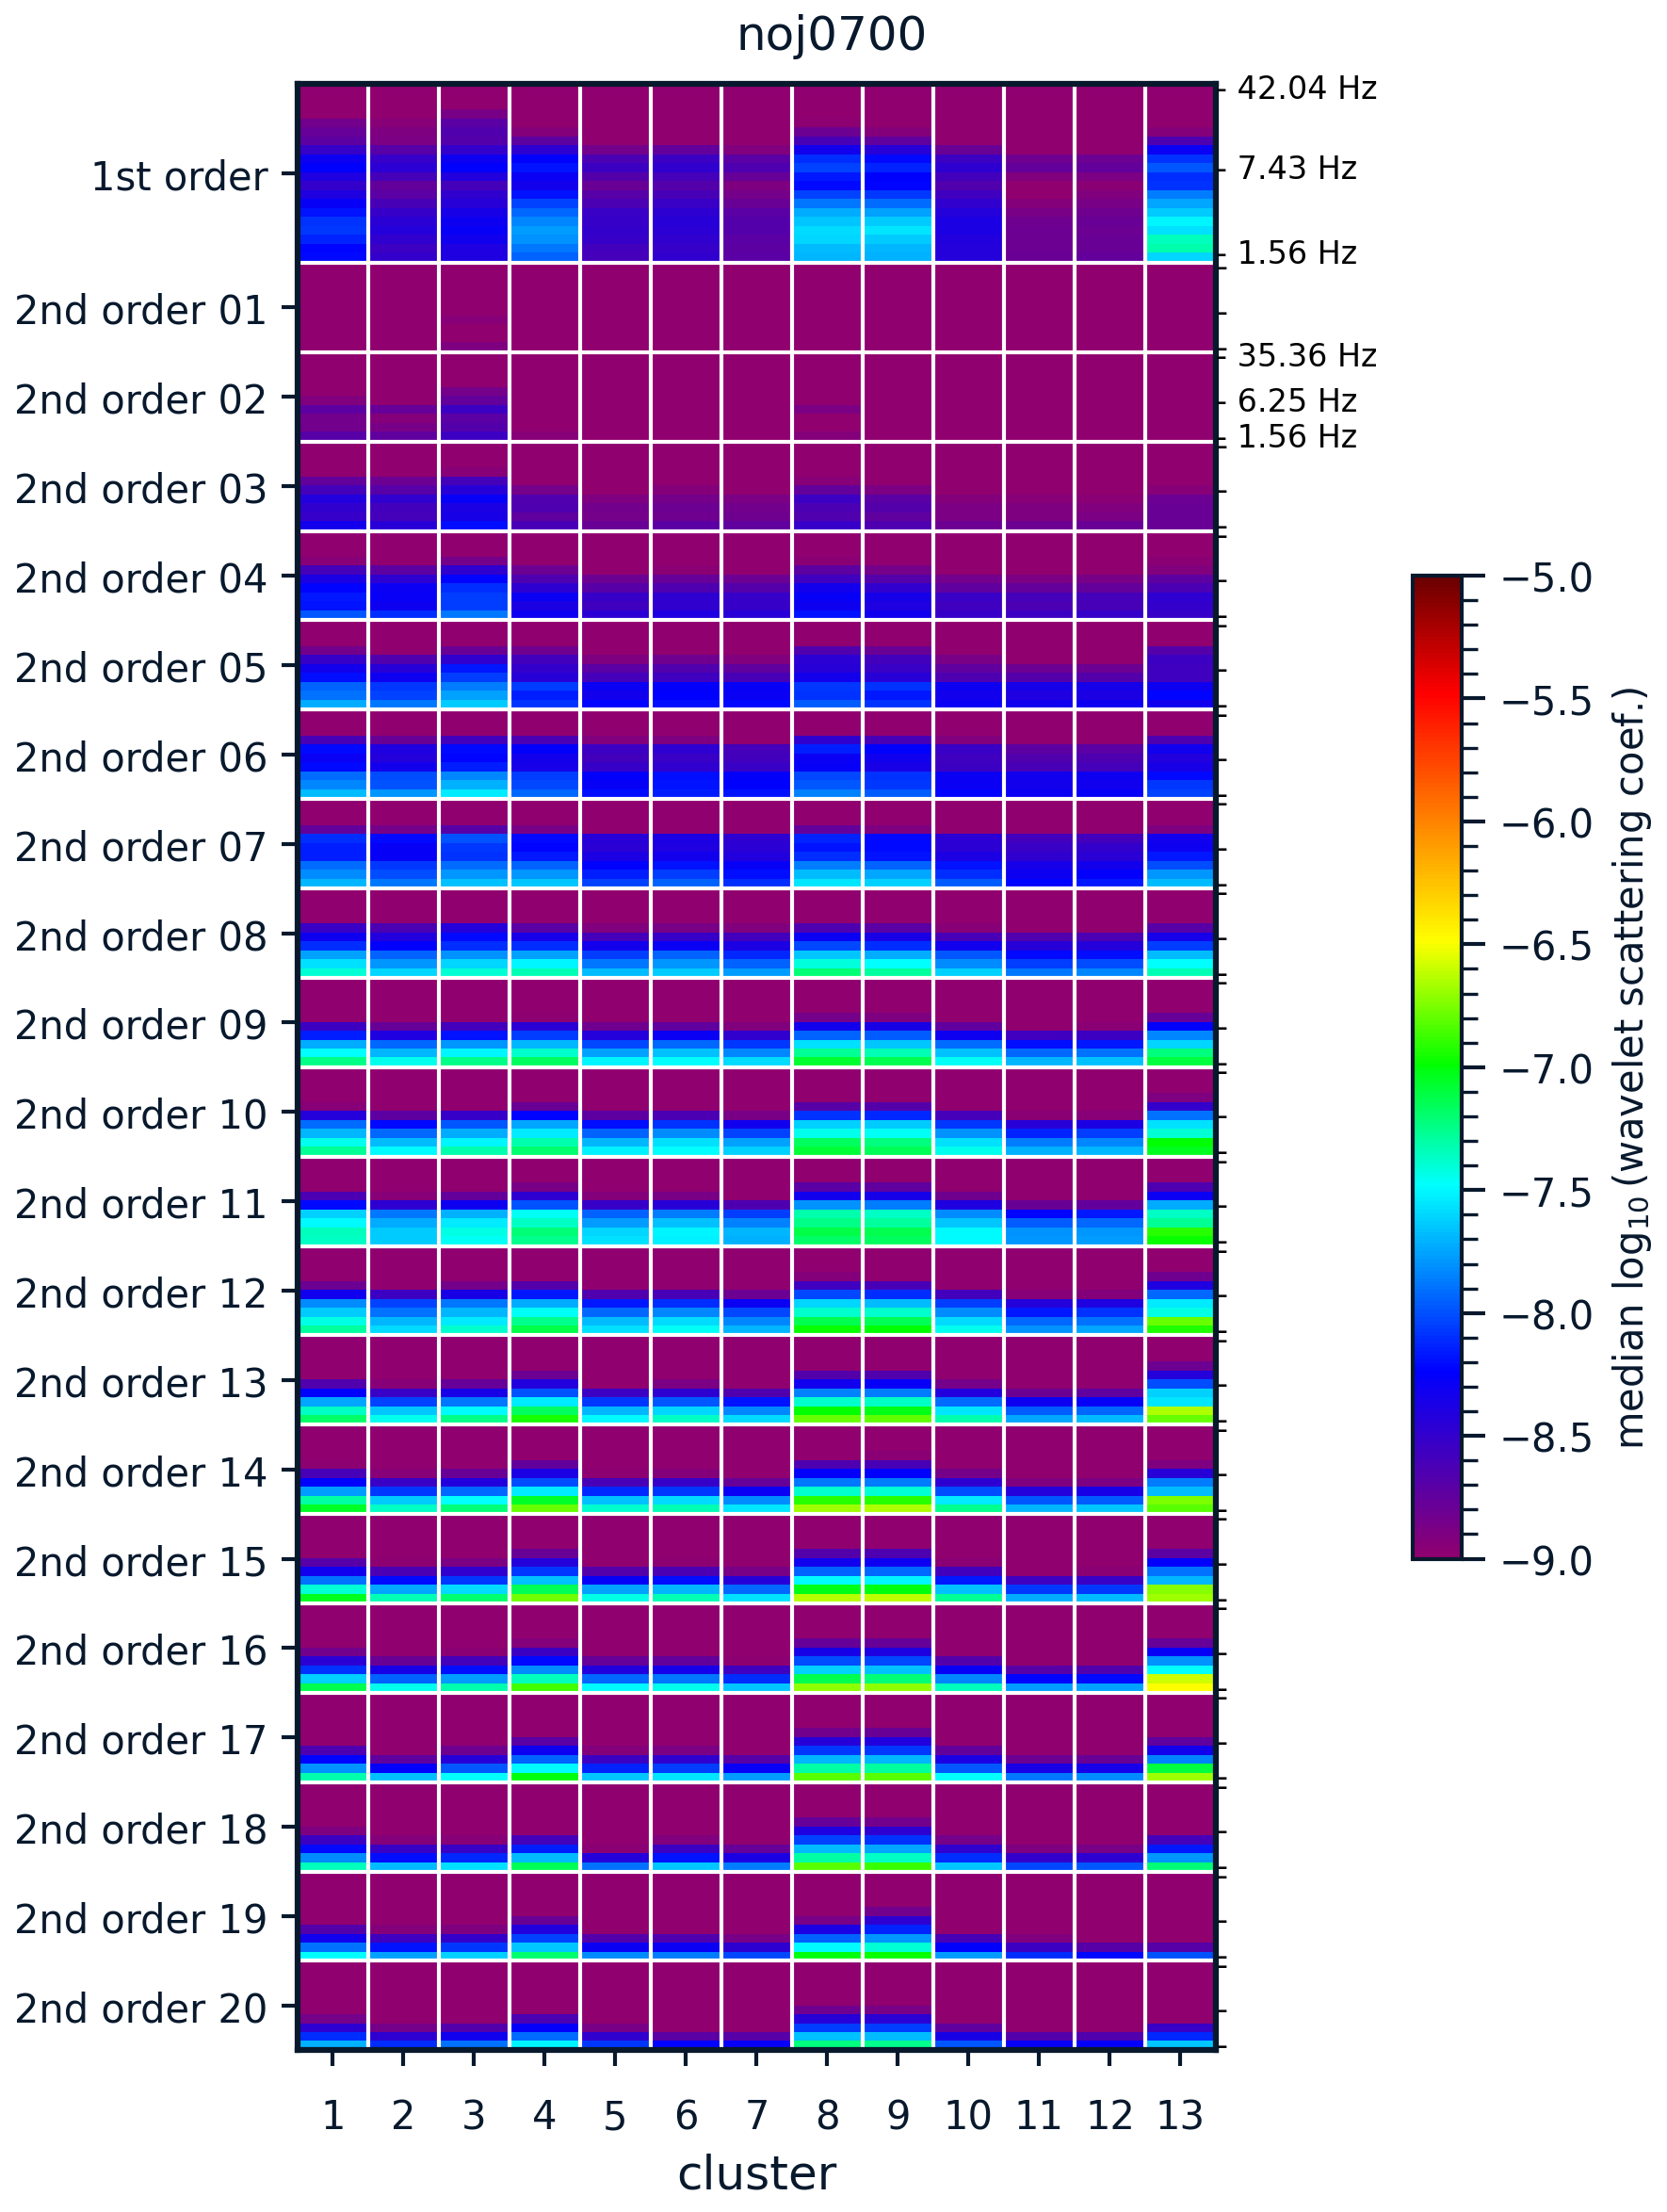 noj0700
1st order
2nd order 01
2nd order 02
2nd order 03
2nd order 04
2nd order 05
2nd order 06
2nd order 07
2nd order 08
2nd order 09
2nd order 10
2nd order 11
2nd order 12
2nd order 13
2nd order 14
2nd order 15
2nd order 16
2nd order 17
2nd order 18
2nd order 19
2nd order 20
42.04 Hz
7.43 Hz
1.56 Hz
35.36 Hz
6.25 Hz
1.56 Hz
−5.0
−5.5
−6.0
−6.5
−7.0
−7.5
−8.0
−8.5
−9.0
median log₁₀ (wavelet scattering coef.)
1 2 3 4 5 6 7 8 9 10 11 12 13
cluster